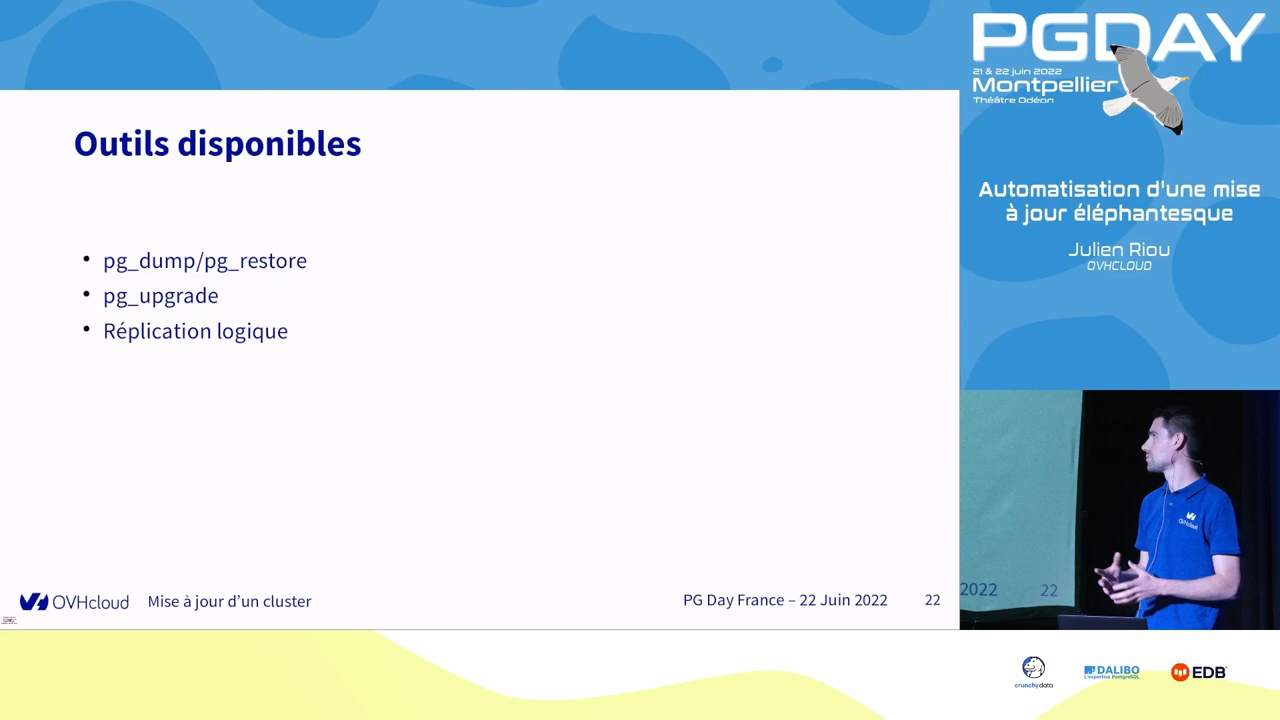 Outils disponibles
• pg_dump/pg_restore
• pg_upgrade
• Réplication logique
OVHcloud
Mise à jour d’un cluster
PG Day France – 22 Juin 2022
22
PGDAY
21 & 22 juin 2022
Montpellier
Théâtre Odéon
Automatisation d'une mise
à jour éléphantesque
Julien Riou
OVHCLOUD
OVHcloud
2022
22
crunchydata
DALIBO
L'expertise PostgreSQL
EDB